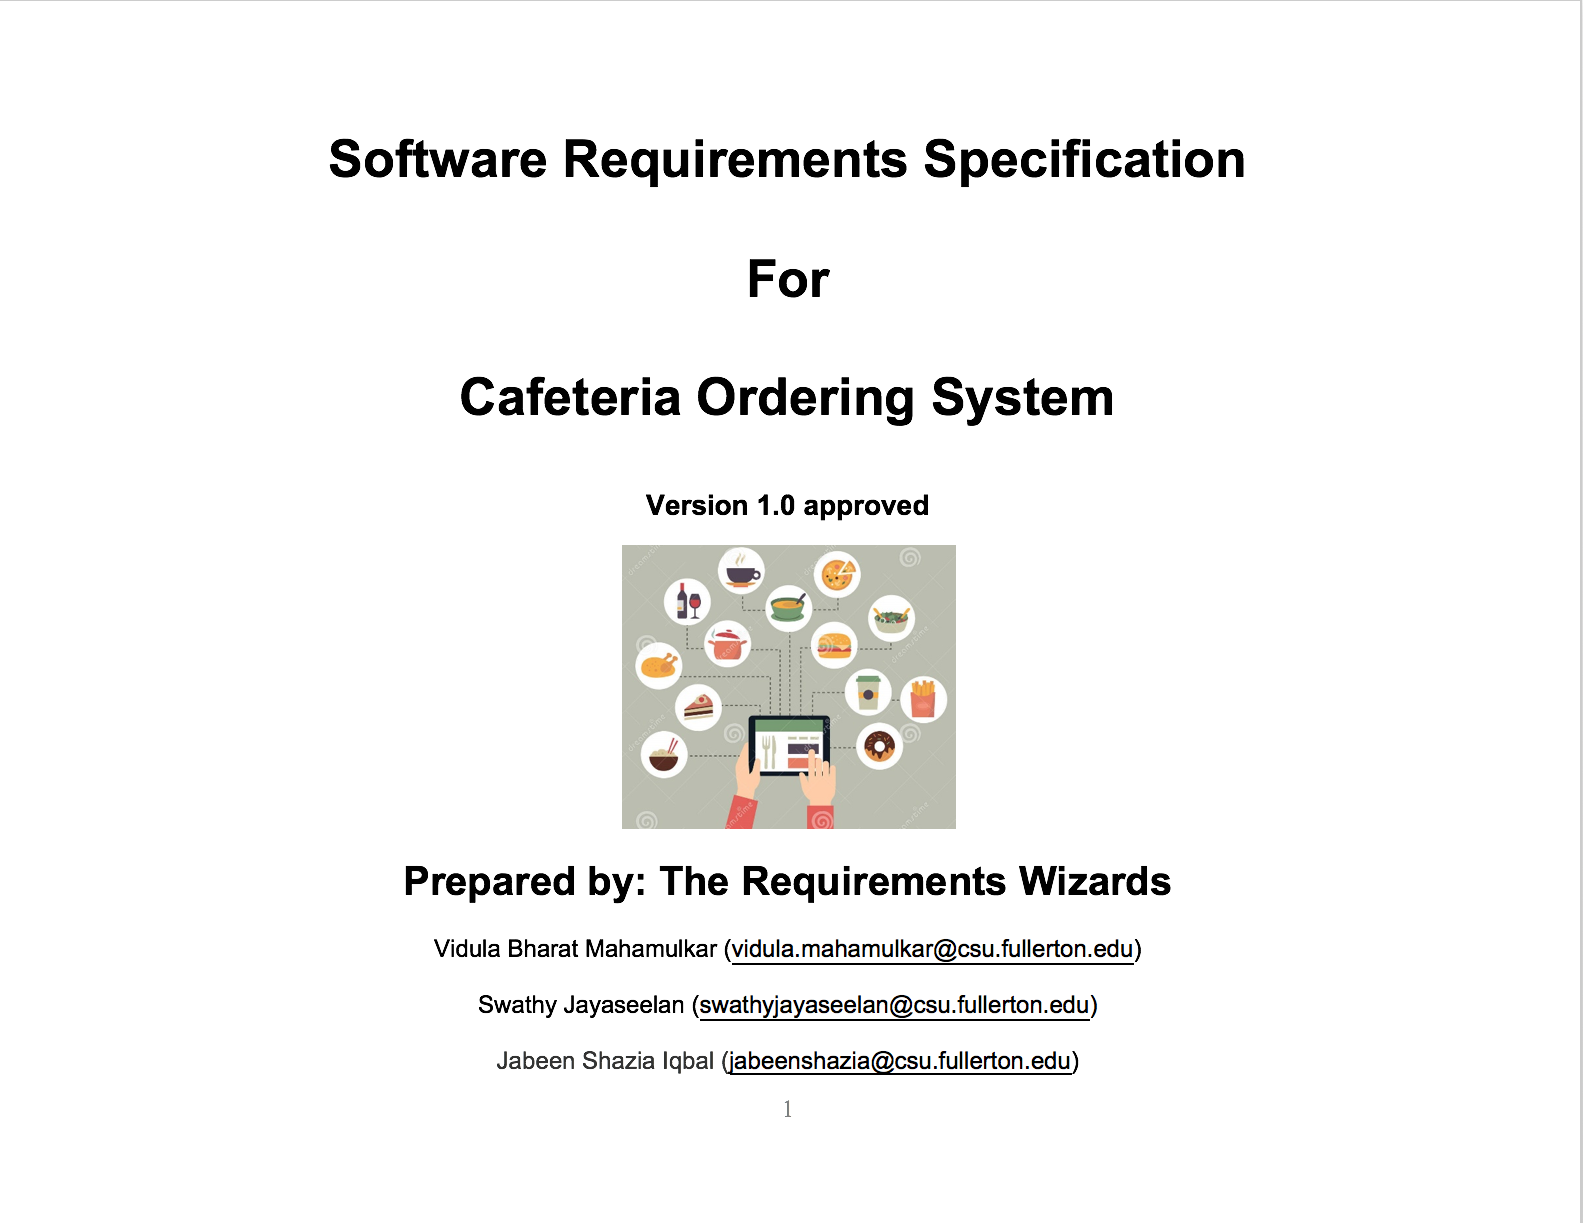 Software Requirements Specification
For
Cafeteria Ordering System
Version 1.0 approved
Prepared by: The Requirements Wizards
Vidula Bharat Mahamulkar (vidula.mahamulkar@csu.fullerton.edu)
Swathy Jayaseelan (swathyjayaseelan@csu.fullerton.edu)
Jabeen Shazia Iqbal (jabeenshazia@csu.fullerton.edu)
1